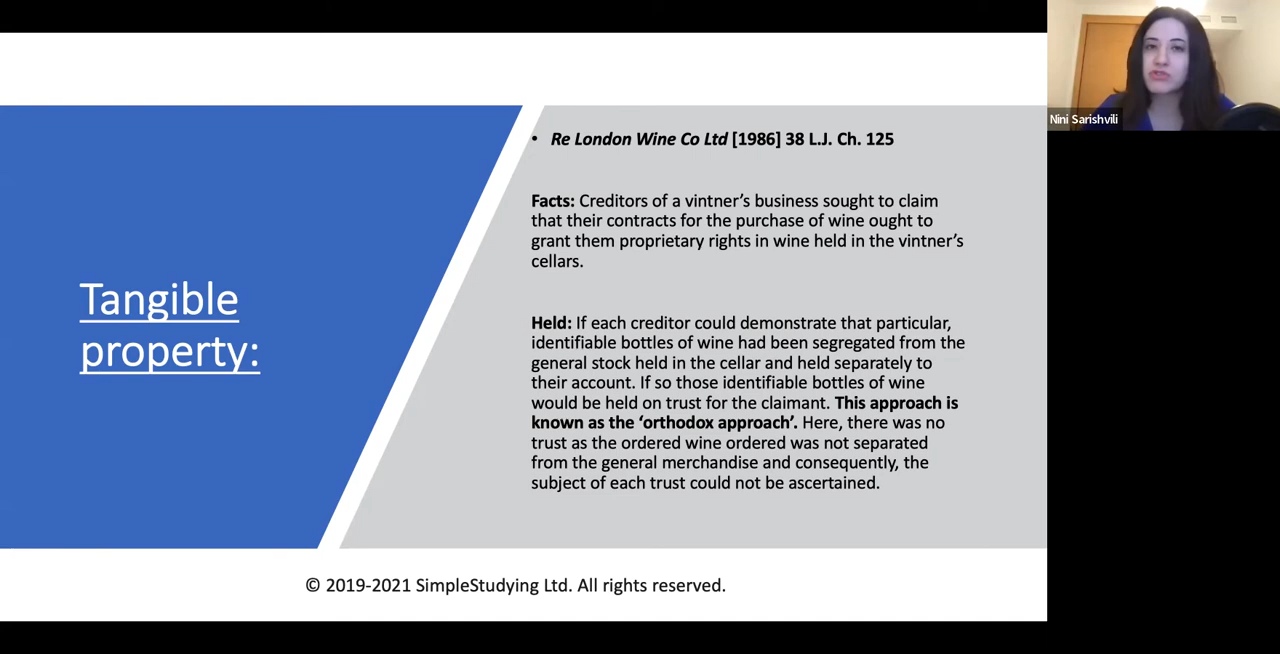 Tangible
property:
• Re London Wine Co Ltd [1986] 38 L.J. Ch. 125
Facts: Creditors of a vintner’s business sought to claim
that their contracts for the purchase of wine ought to
grant them proprietary rights in wine held in the vintner’s
cellars.
Held: If each creditor could demonstrate that particular,
identifiable bottles of wine had been segregated from the
general stock held in the cellar and held separately to
their account. If so those identifiable bottles of wine
would be held on trust for the claimant. This approach is
known as the ‘orthodox approach’. Here, there was no
trust as the ordered wine ordered was not separated
from the general merchandise and consequently, the
subject of each trust could not be ascertained.
© 2019-2021 SimpleStudying Ltd. All rights reserved.
Nini Sarishvili